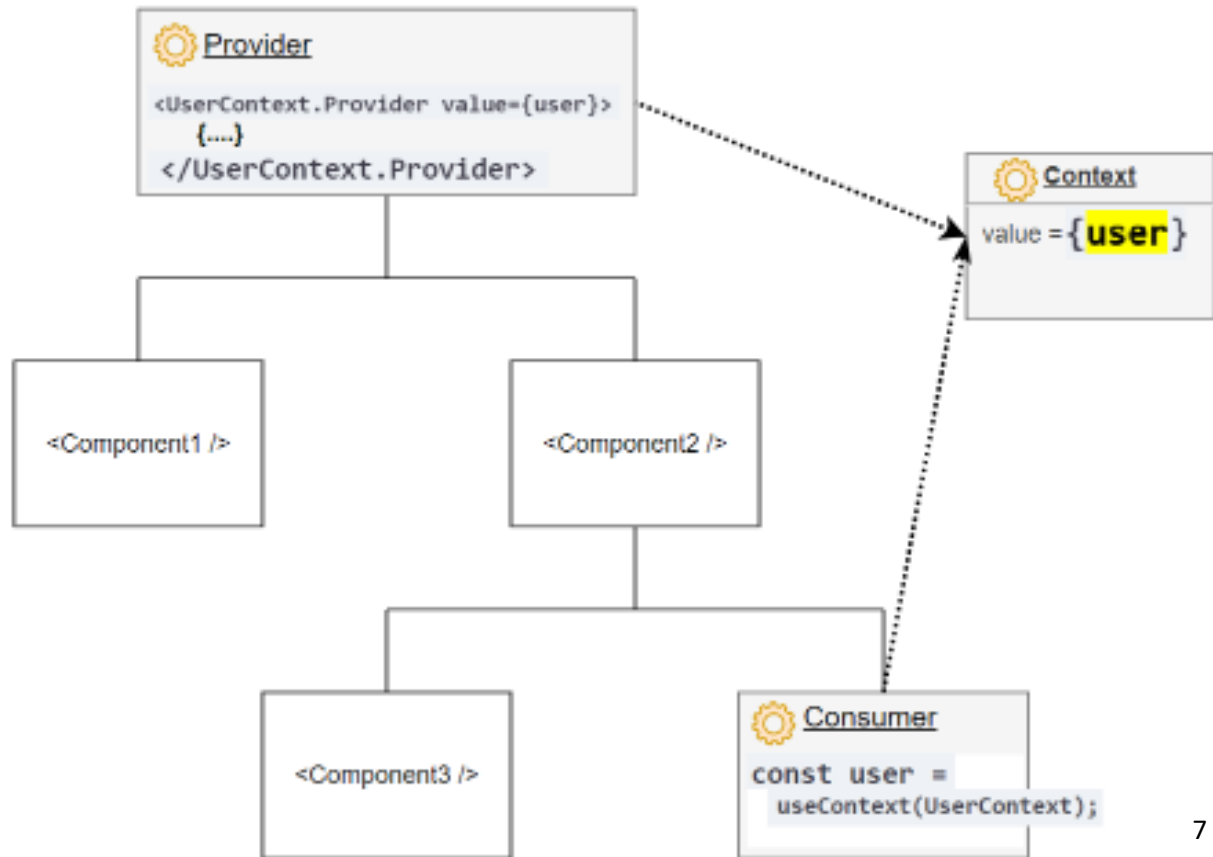 Provider
<UserContext.Provider value={user}>
{....}
</UserContext.Provider>
Context
value ={user}
<Component1 />
<Component2 />
<Component3 />
Consumer
const user =
useContext(UserContext);
7